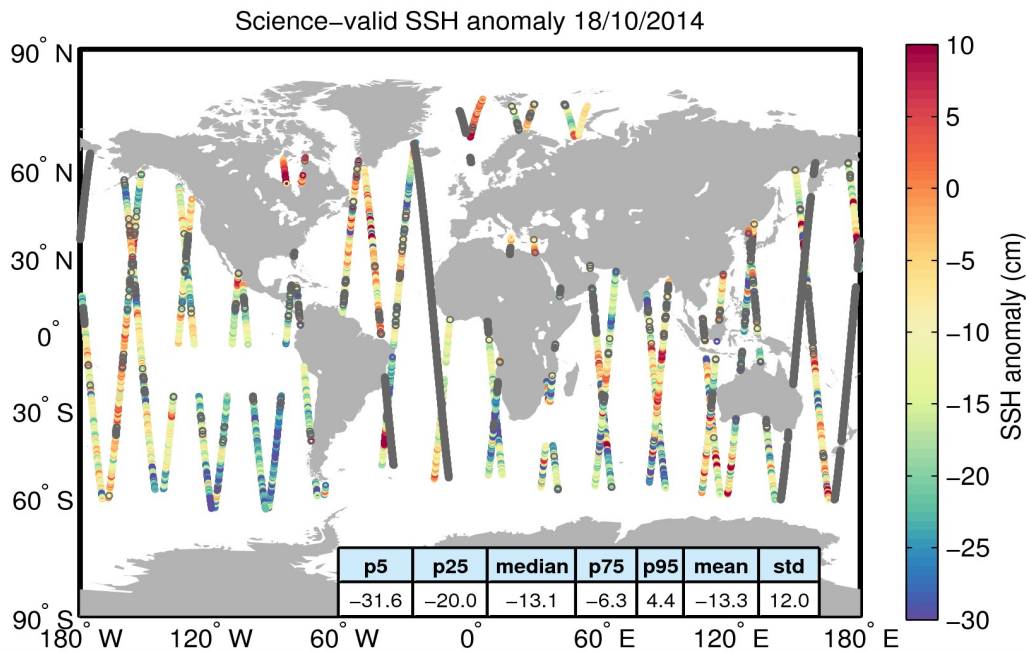 Science−valid SSH anomaly 18/10/2014
90° N
60° N
30° N
0°
30° S
60° S
90° S
180° W
120° W
60° W
0°
60° E
120° E
180° E
p5 p25 median p75 p95 mean std
−31.6 −20.0 −13.1 −6.3 4.4 −13.3 12.0
10
5
0
−5
−10
−15
−20
−25
−30
SSH anomaly (cm)